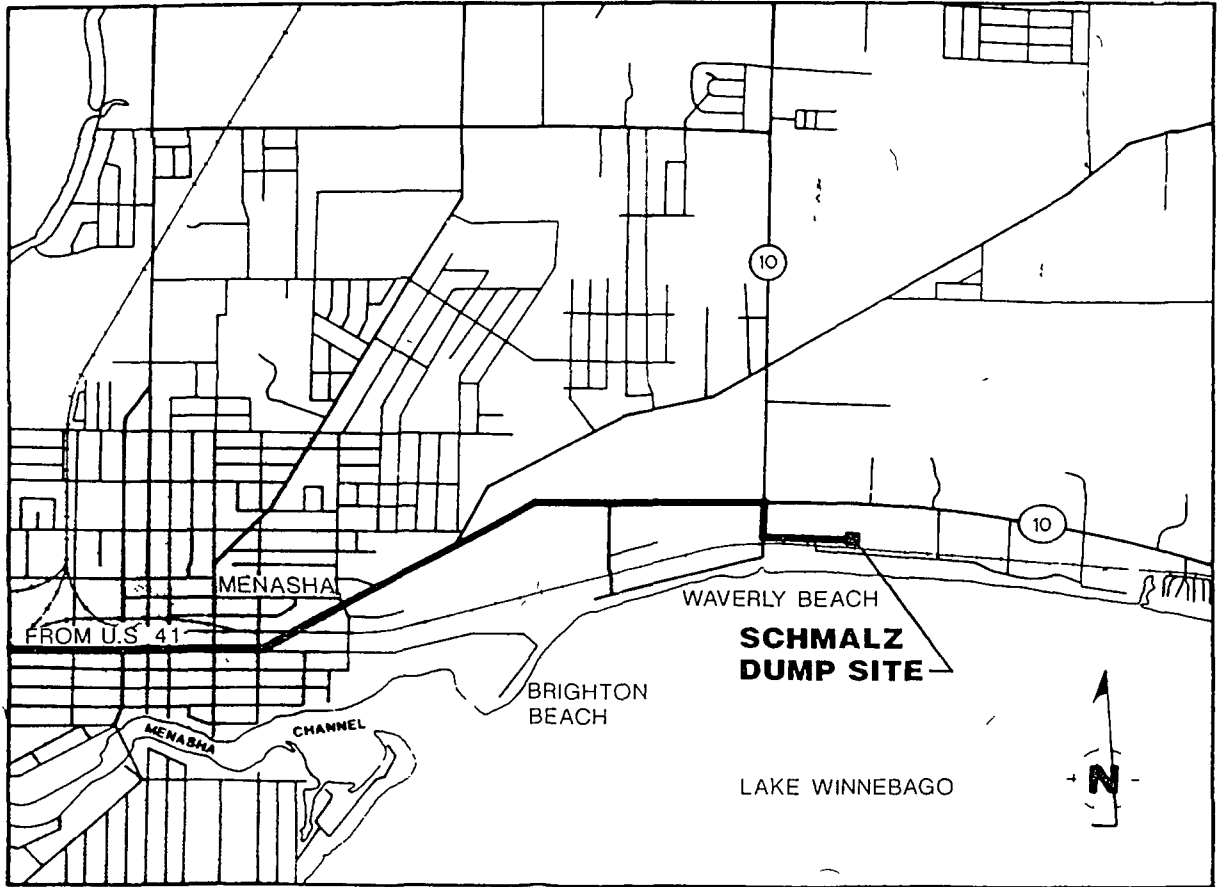 10
10
MENASHA
FROM U.S 41
WAVERLY BEACH
SCHMALZ
DUMP SITE
BRIGHTON
BEACH
MENASHA
CHANNEL
LAKE WINNEBAGO
N